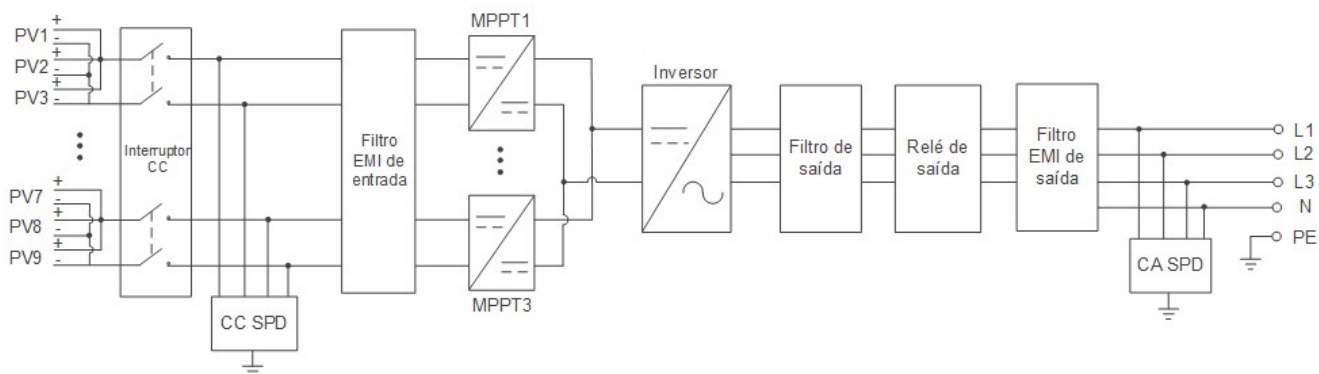 PV1
+
-
PV2
+
-
PV3
+
-
PV7
+
-
PV8
+
-
PV9
+
-
Interruptor
CC
CC SPD
Filtro
EMI de
entrada
MPPT1
MPPT3
Inversor
Filtro de
saída
Relé de
saída
Filtro
EMI de
saída
L1
L2
L3
N
PE
CA SPD